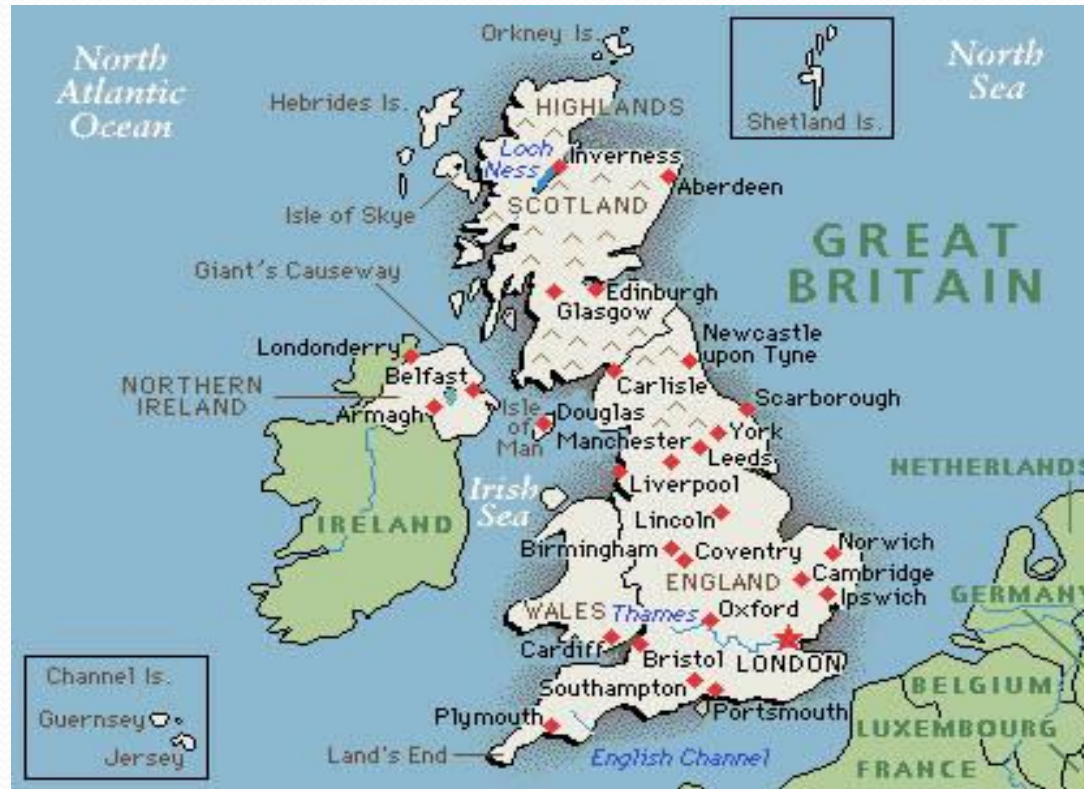 North
Atlantic
Ocean
Orkney Is.
Hebrides Is.
HIGHLANDS
Shetland Is.
North
Sea
Loch
Ness
Inverness
Aberdeen
Isle of Skye
SCOTLAND
GREAT
BRITAIN
Giant's Causeway
Edinburgh
Glasgow
Newcastle
upon Tyne
Londonderry
Belfast
NORTHERN
IRELAND
Armagh
Carlisle
Isle
of
Man
Douglas
Scarborough
Manchester
York
Leeds
NETHERLANDS
Liverpool
Irish
Sea
IRELAND
Lincoln
Birmingham
Coventry
Norwich
Cambridge
ENGLAND
Ipswich
GERMANY
WALES
Thames
Oxford
Cardiff
Bristol
LONDON
Channel Is.
Guernsey
Jersey
Southampton
Portsmouth
Plymouth
Land's End
English Channel
BELGIUM
LUXEMBOURG
FRANCE